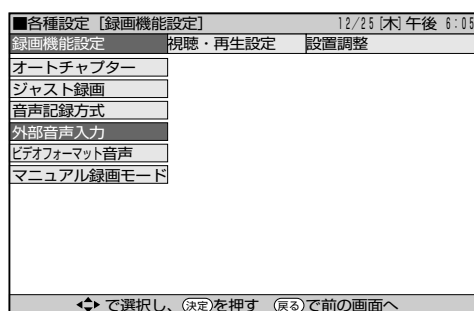 ■各種設定［録画機能設定］ 12/25［木］午後 6:05
録画機能設定 視聴・再生設定 設置調整
オートチャプター
ジャスト録画
音声記録方式
外部音声入力
ビデオフォーマット音声
マニュアル録画モード
で選択し、決定を押す 戻るで前の画面へ